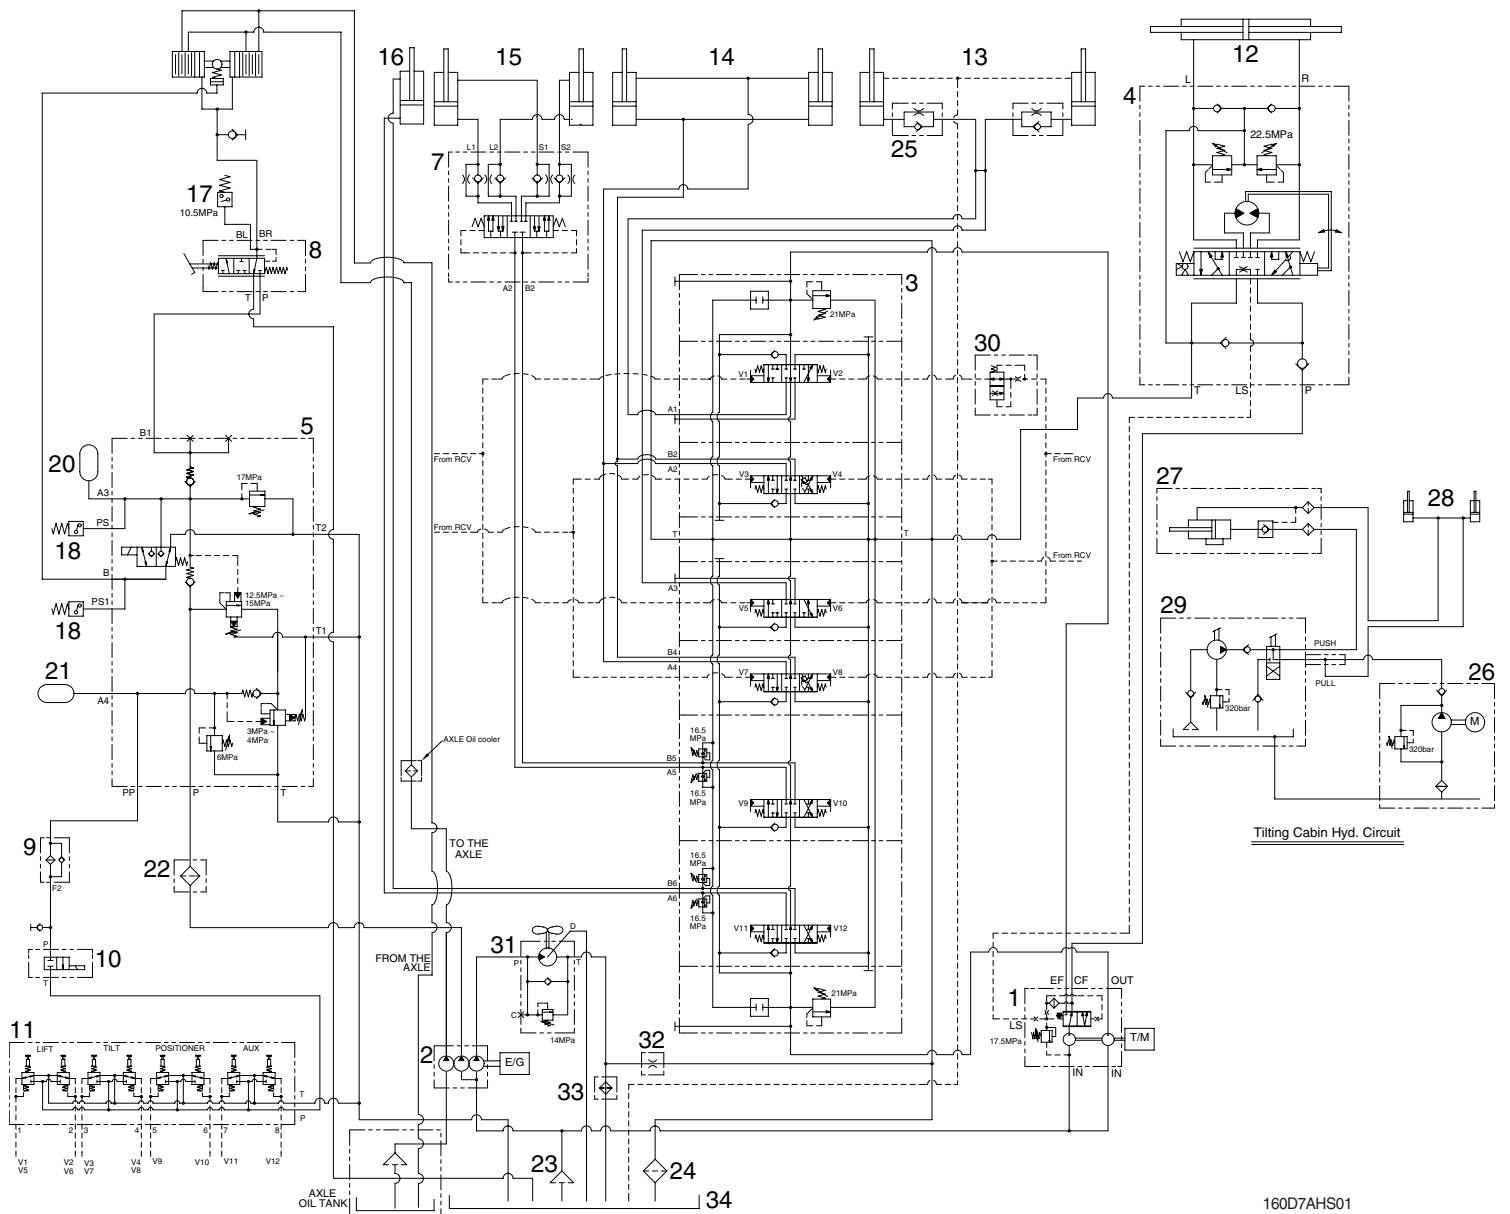 16
15
14
13
12
L
R
4
25
22.5MPa
7
L1
L2
S1
S2
17
10.5MPa
BL
BR
8
T
P
A2
B2
3
21MPa
30
V1
V2
A1
T
LS
P
B1
5
20
From RCV
B2
A2
V3
V4
From RCV
27
28
17MPa
A3
PS
18
T2
From RCV
T
T
B
From RCV
PS1
18
12.5MPa ~
15MPa
A3
V5
V6
29
T1
PUSH
PULL
26
B4
A4
V7
V8
21
A4
320bar
M
320bar
3MPa ~
4MPa
6MPa
AXLE Oil cooler
16.5
MPa
B5
A5
16.5
MPa
V9
V10
PP
P
T
Tilting Cabin Hyd. Circuit
9
F2
22
TO THE
AXLE
16.5
MPa
B6
A6
16.5
MPa
V11
V12
P
10
T
FROM THE
AXLE
31
D
P
T
C
14MPa
21MPa
EF
CF
OUT
1
LS
17.5MPa
T/M
IN
IN
11
LIFT
TILT
POSITIONER
AUX
2
E/G
32
33
T
P
1
2
3
4
5
6
7
8
V1
V5
V2
V6
V3
V7
V4
V8
V9
V10
V11
V12
23
24
AXLE
OIL TANK
34
160D7AHS01